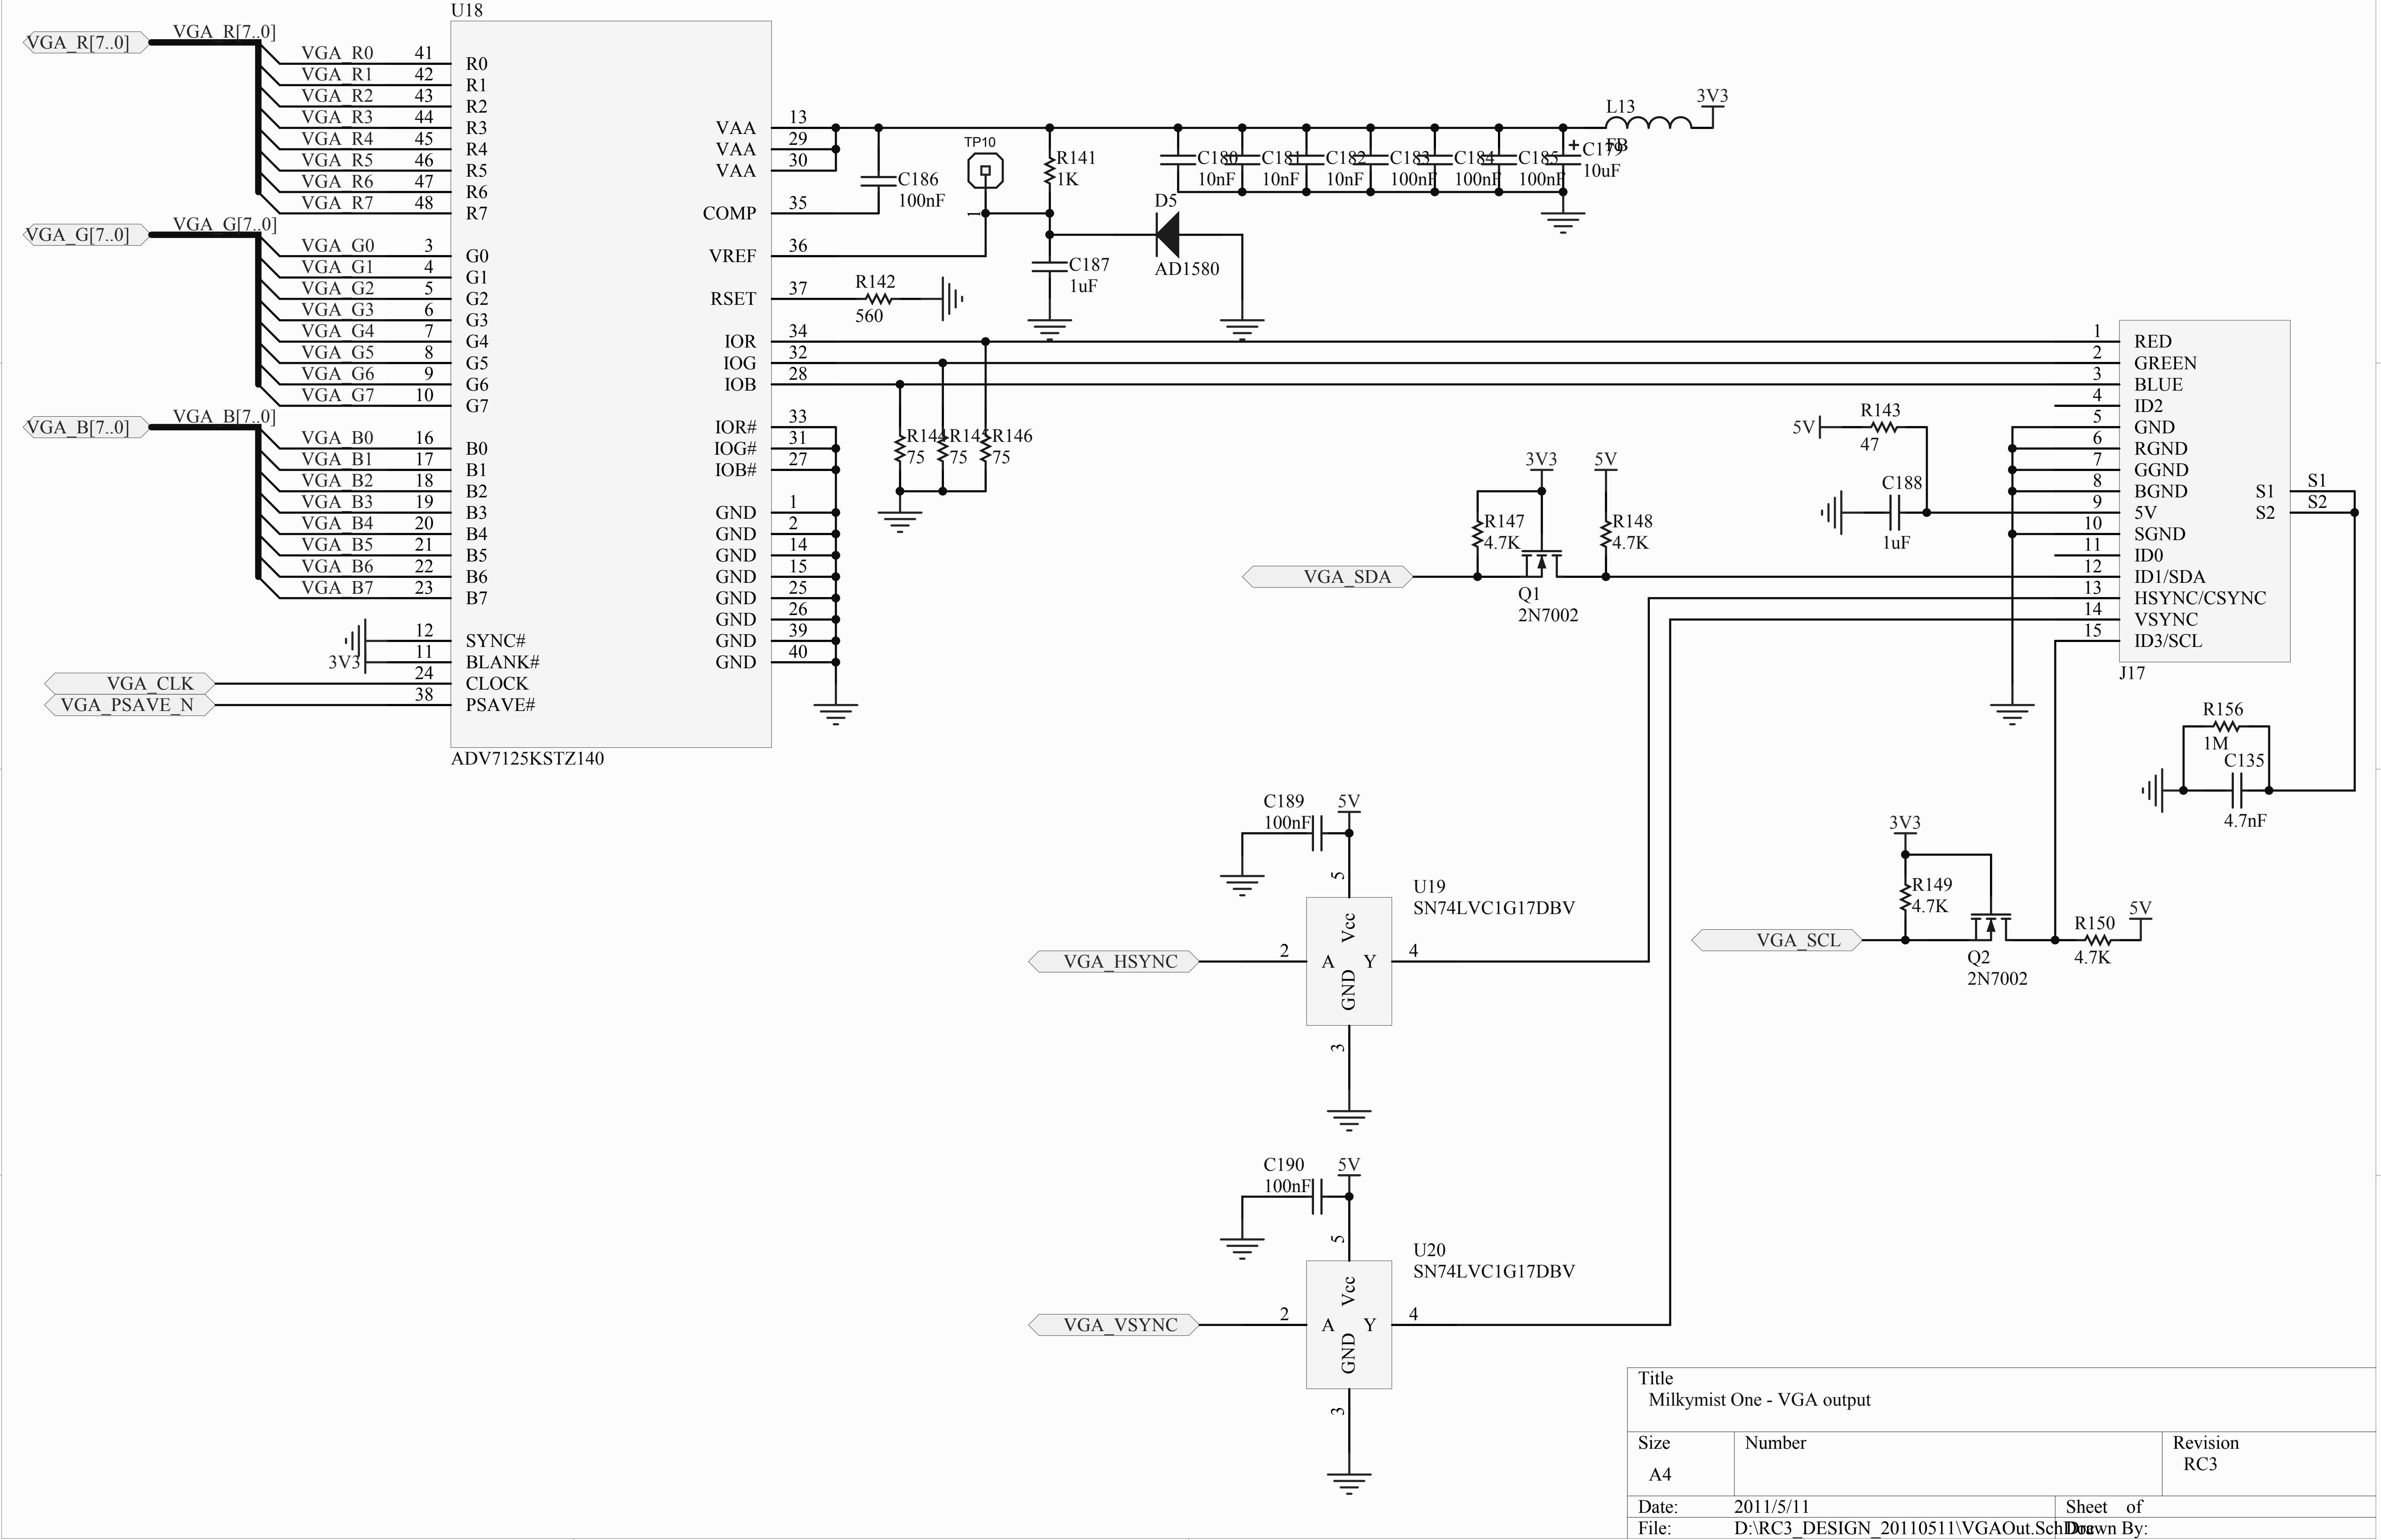 U18
VGA_R[7..0] VGA_R[7..0]
VGA_R0 41 R0
VGA_R1 42 R1
VGA_R2 43 R2
VGA_R3 44 R3
VGA_R4 45 R4
VGA_R5 46 R5
VGA_R6 47 R6
VGA_R7 48 R7
VGA_G[7..0] VGA_G[7..0]
VGA_G0 3 G0
VGA_G1 4 G1
VGA_G2 5 G2
VGA_G3 6 G3
VGA_G4 7 G4
VGA_G5 8 G5
VGA_G6 9 G6
VGA_G7 10 G7
VGA_B[7..0] VGA_B[7..0]
VGA_B0 16 B0
VGA_B1 17 B1
VGA_B2 18 B2
VGA_B3 19 B3
VGA_B4 20 B4
VGA_B5 21 B5
VGA_B6 22 B6
VGA_B7 23 B7
12 SYNC#
3V3 11 BLANK#
VGA_CLK 24 CLOCK
VGA_PSAVE_N 38 PSAVE#
ADV7125KSTZ140
VAA 13
VAA 29
VAA 30
COMP 35
VREF 36
RSET 37
IOR 34
IOG 32
IOB 28
IOR# 33
IOG# 31
IOB# 27
GND 1
GND 2
GND 14
GND 15
GND 25
GND 26
GND 39
GND 40
C186
100nF
TP10
1
R141
1K
C187
1uF
D5
AD1580
R142
560
C180
10nF
C181
10nF
C182
10nF
C183
100nF
C184
100nF
C185
100nF
+ C179
10uF
L13
FB
3V3
R144
75
R145
75
R146
75
1 RED
2 GREEN
3 BLUE
4 ID2
5 GND
6 RGND
7 GGND
8 BGND
9 5V
10 SGND
11 ID0
12 ID1/SDA
13 HSYNC/CSYNC
14 VSYNC
15 ID3/SCL
S1 S1
S2 S2
J17
5V R143
47
C188
1uF
3V3
5V
R147
4.7K
R148
4.7K
VGA_SDA
Q1
2N7002
R156
1M
C135
4.7nF
3V3
R149
4.7K
VGA_SCL
Q2
2N7002
R150
4.7K
5V
C189
100nF
5V
5
U19
SN74LVC1G17DBV
VGA_HSYNC 2 A Y 4
Vcc
GND
3
C190
100nF
5V
5
U20
SN74LVC1G17DBV
VGA_VSYNC 2 A Y 4
Vcc
GND
3
Title
Milkymist One - VGA output
Size
A4
Number
Revision
RC3
Date: 2011/5/11 Sheet of
File: D:\RC3_DESIGN_20110511\VGAOut.SchDoc Drawn By: